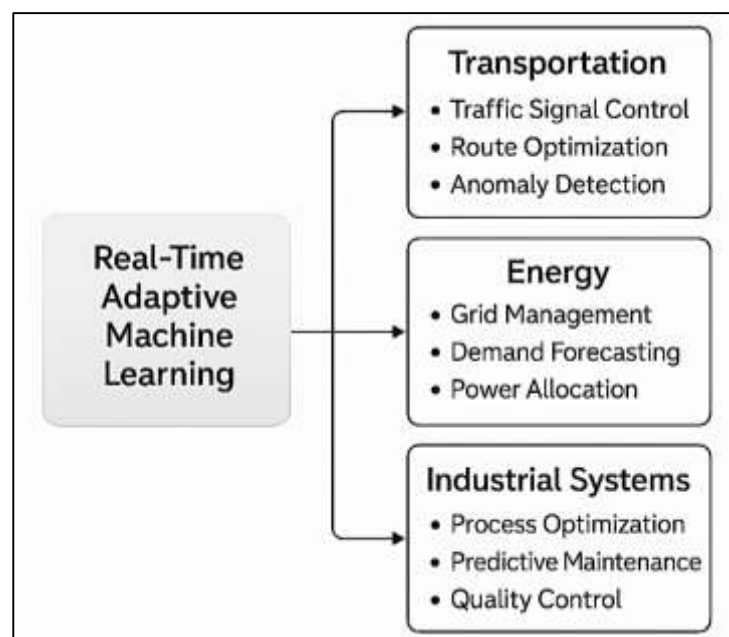 Real-Time
Adaptive
Machine
Learning
Transportation
• Traffic Signal Control
• Route Optimization
• Anomaly Detection
Energy
• Grid Management
• Demand Forecasting
• Power Allocation
Industrial Systems
• Process Optimization
• Predictive Maintenance
• Quality Control